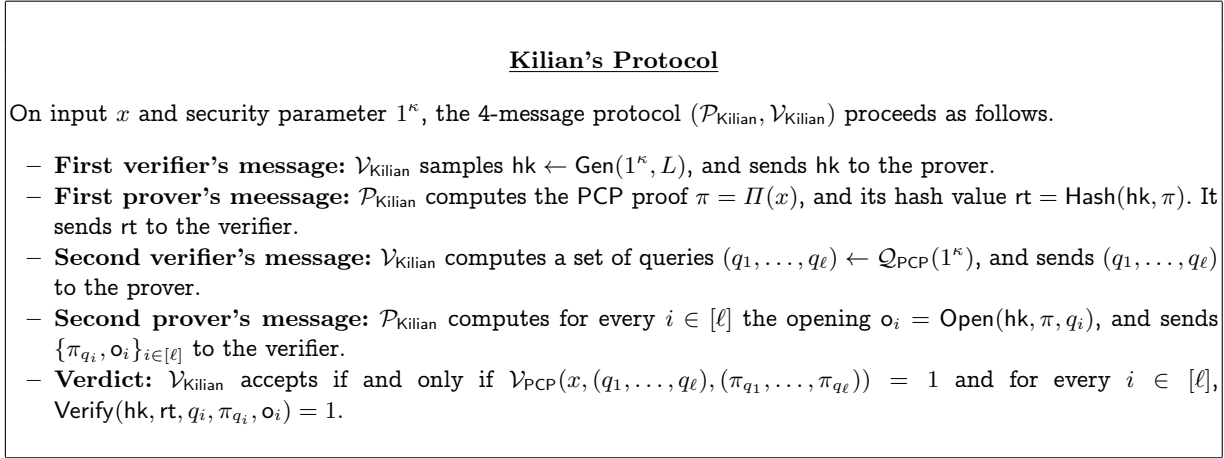 Kilian's Protocol
On input x and security parameter 1^κ, the 4-message protocol (𝒫_Kilian, 𝒱_Kilian) proceeds as follows.
– First verifier's message: 𝒱_Kilian samples hk ← Gen(1^κ, L), and sends hk to the prover.
– First prover's meessage: 𝒫_Kilian computes the PCP proof π = Π(x), and its hash value rt = Hash(hk, π). It
sends rt to the verifier.
– Second verifier's message: 𝒱_Kilian computes a set of queries (q_1, . . . , q_ℓ) ← 𝒬_PCP(1^κ), and sends (q_1, . . . , q_ℓ)
to the prover.
– Second prover's message: 𝒫_Kilian computes for every i ∈ [ℓ] the opening o_i = Open(hk, π, q_i), and sends
{π_{q_i}, o_i}_{i∈[ℓ]} to the verifier.
– Verdict: 𝒱_Kilian accepts if and only if 𝒱_PCP(x, (q_1, . . . , q_ℓ), (π_{q_1}, . . . , π_{q_ℓ})) = 1 and for every i ∈ [ℓ],
Verify(hk, rt, q_i, π_{q_i}, o_i) = 1.